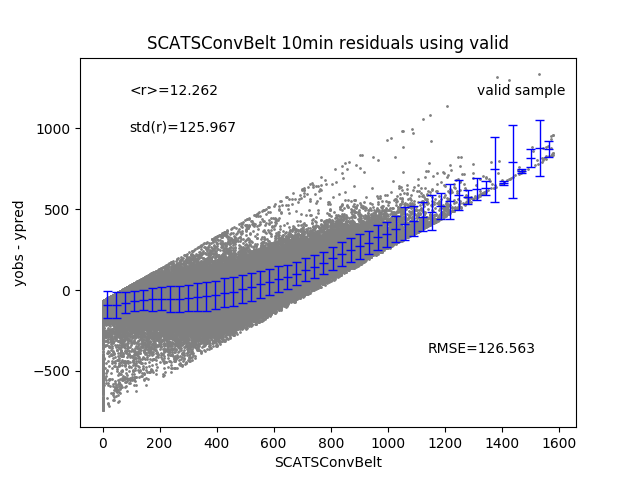 SCATSConvBelt 10min residuals using valid
<r>=12.262
valid sample
std(r)=125.967
1000
500
0
−500
yobs - ypred
RMSE=126.563
0 200 400 600 800 1000 1200 1400 1600
SCATSConvBelt